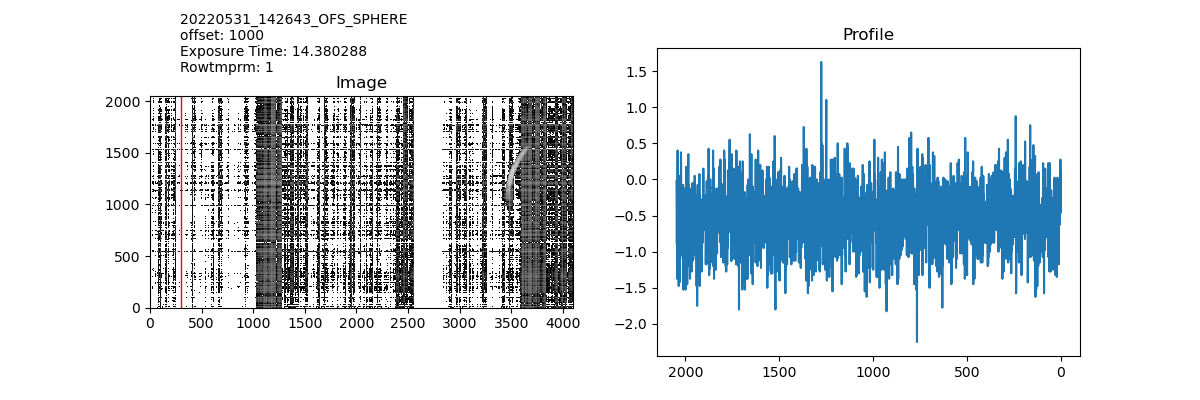 20220531_142643_OFS_SPHERE
offset: 1000
Exposure Time: 14.380288
Rowtmprm: 1
Image
2000
1500
1000
500
0
0 500 1000 1500 2000 2500 3000 3500 4000
Profile
1.5
1.0
0.5
0.0
−0.5
−1.0
−1.5
−2.0
2000 1500 1000 500 0